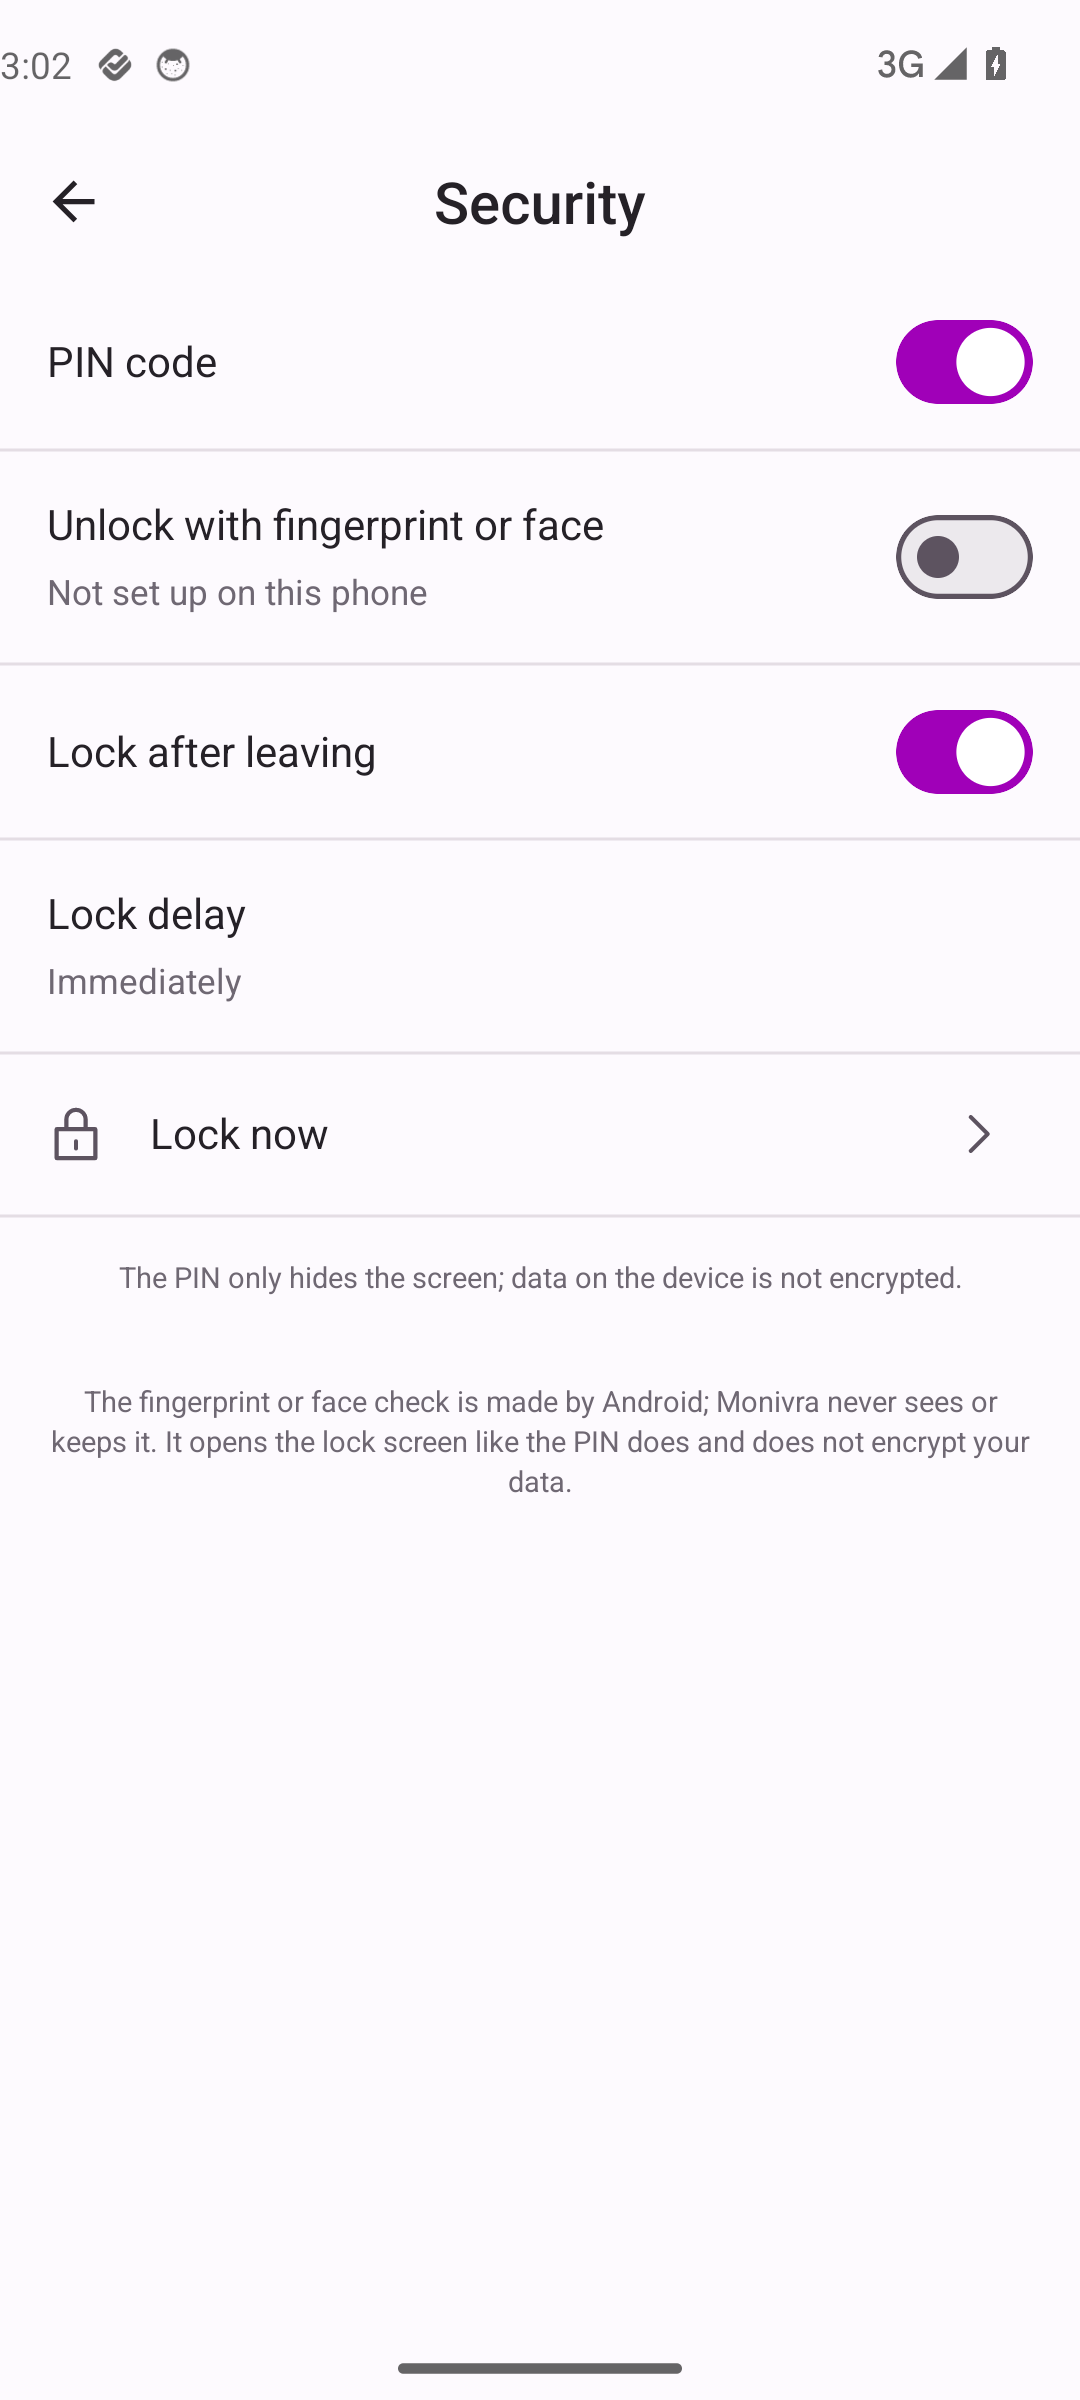 3:02
3G
Security
PIN code
Unlock with fingerprint or face
Not set up on this phone
Lock after leaving
Lock delay
Immediately
Lock now
The PIN only hides the screen; data on the device is not encrypted.
The fingerprint or face check is made by Android; Monivra never sees or
keeps it. It opens the lock screen like the PIN does and does not encrypt your
data.